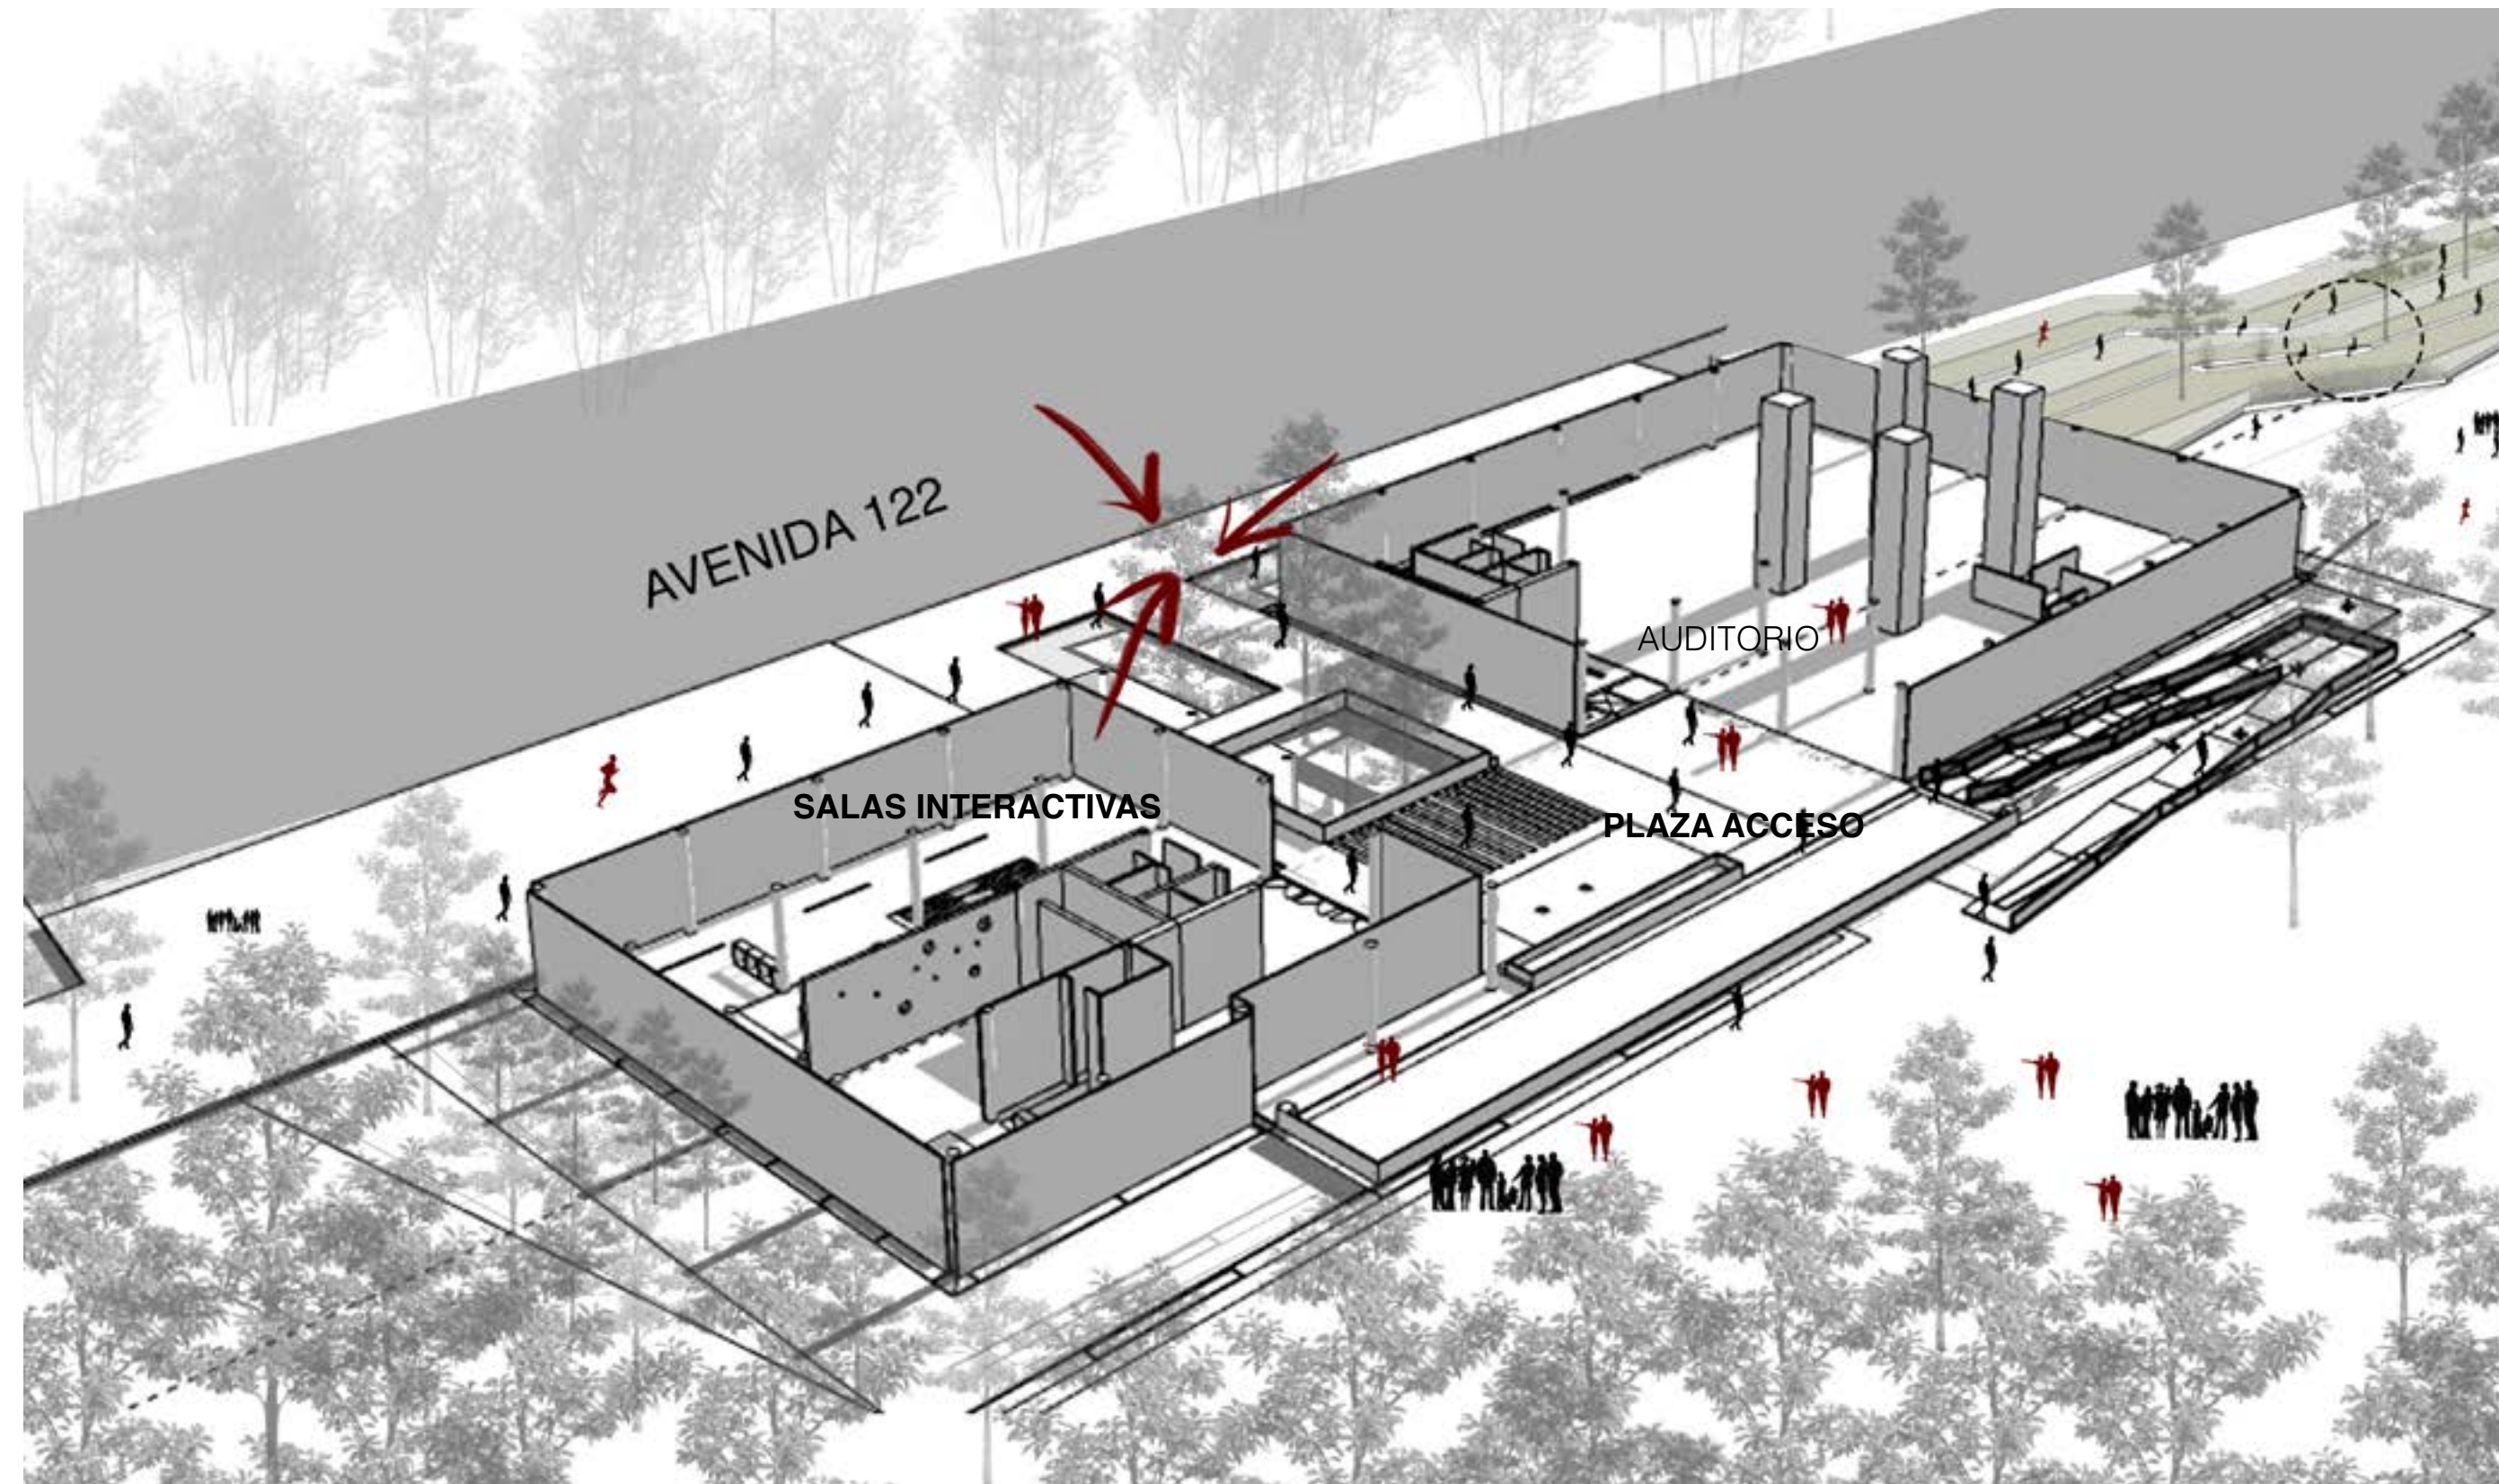 AVENIDA 122
AUDITORIO
SALAS INTERACTIVAS
PLAZA ACCESO